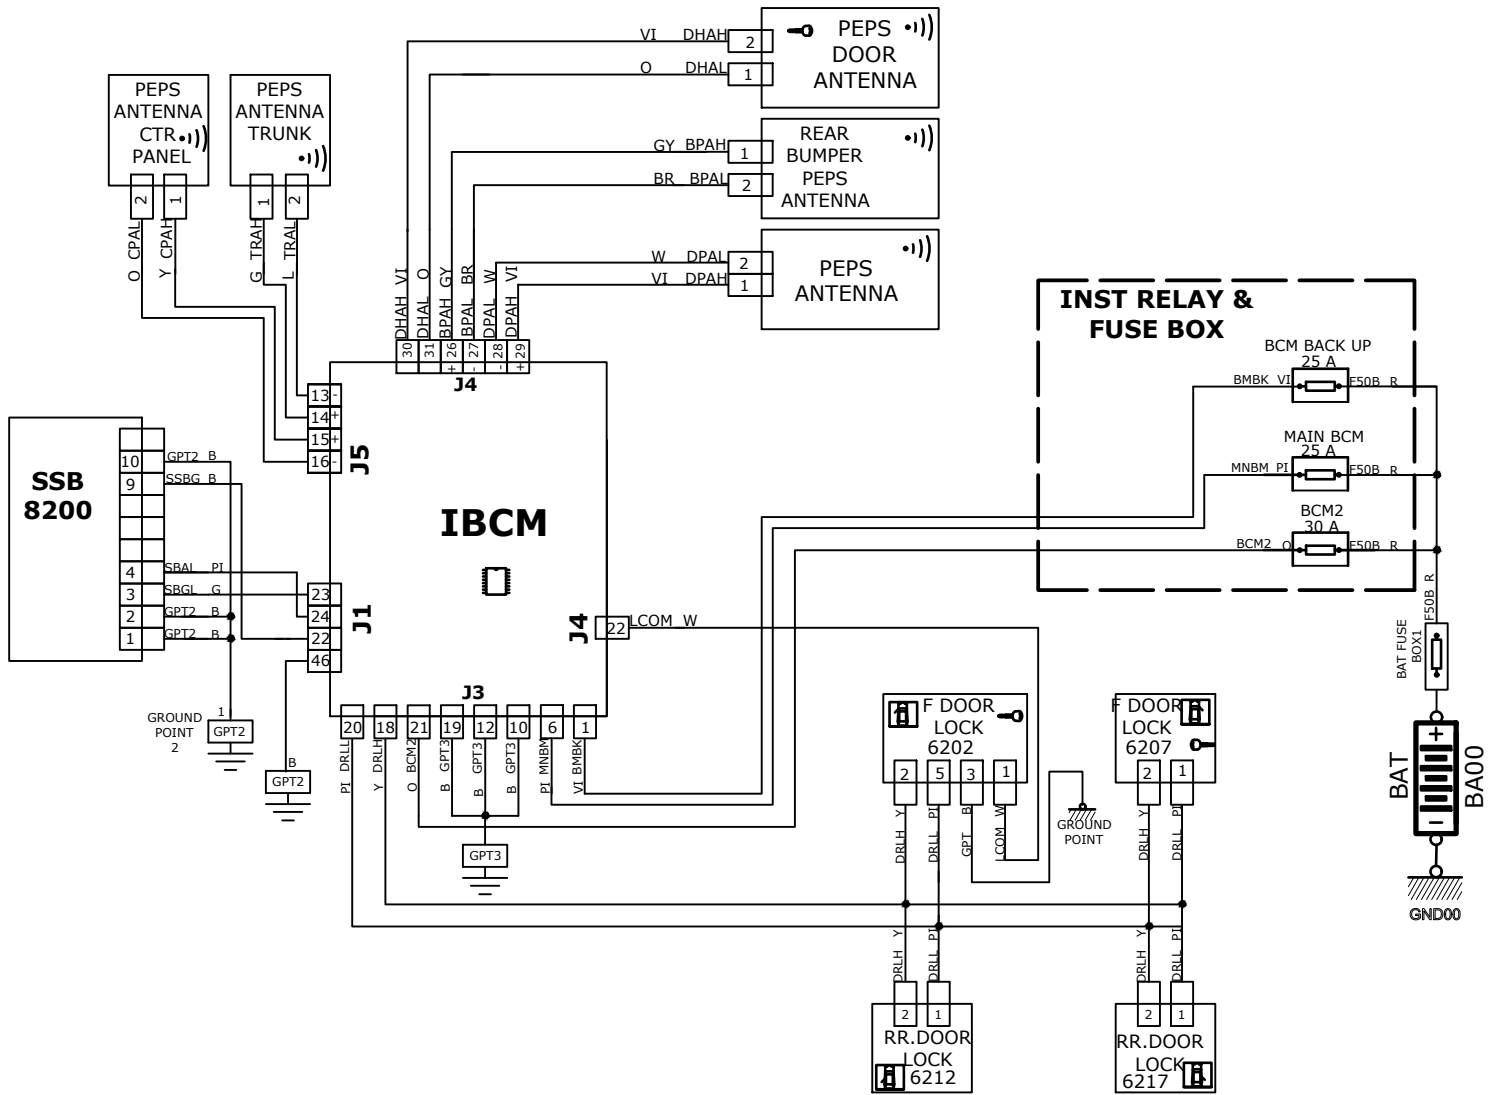 VI DHAH 2
PEPS
DOOR
ANTENNA
O DHAL 1
PEPS
ANTENNA
CTR
PANEL
2 1
O CPAL
Y CPAH
PEPS
ANTENNA
TRUNK
1 2
G TRAH
L TRAL
GY BPAH 1
BR BPAL 2
REAR
BUMPER
PEPS
ANTENNA
W DPAL 2
VI DPAH 1
PEPS
ANTENNA
DHAH VI
DHAL O
BPAH GY
BPAL BR
DPAL W
DPAH VI
30 31 26 27 28 29
+ - - +
J4
13 -
14 +
15 +
16 -
J5
INST RELAY &
FUSE BOX
BCM BACK UP
25 A
BMBK VI
F50B R
MAIN BCM
25 A
MNBM PI
F50B R
BCM2
30 A
BCM2 O
F50B R
F50B R
BAT FUSE
BOX1
SSB
8200
10 GPT2 B
9 SSBG B
4 SBAL PI
3 SBGL G
2 GPT2 B
1 GPT2 B
IBCM
23
24
22
46
J1
J4
22 LCOM W
GROUND
POINT
2
1
GPT2
B
GPT2
J3
20 18 21 19 12 10 6 1
PI DRLL
Y DRLH
O BCM2
B GPT3
B GPT3
B GPT3
PI MNBM
VI BMBK
GPT3
F DOOR
LOCK
6202
2 5 3 1
DRLH Y
DRLL PI
GPT B
LCOM W
GROUND
POINT
F DOOR
LOCK
6207
2 1
DRLH Y
DRLL PI
DRLH Y
DRLL PI
2 1
RR.DOOR
LOCK
6212
DRLH Y
DRLL PI
2 1
RR.DOOR
LOCK
6217
BAT
+
-
BA00
GND00